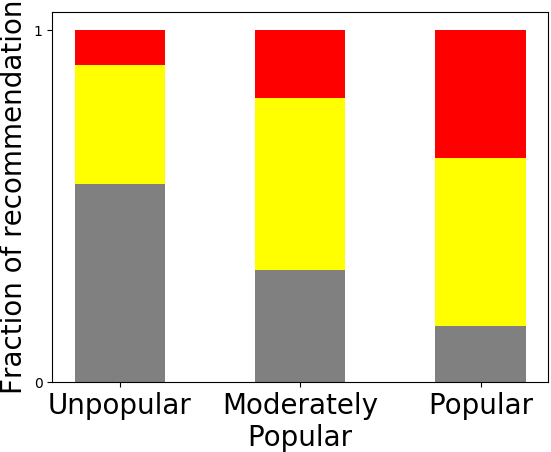 Fraction of recommendation
1
0
Unpopular
Moderately
Popular
Popular